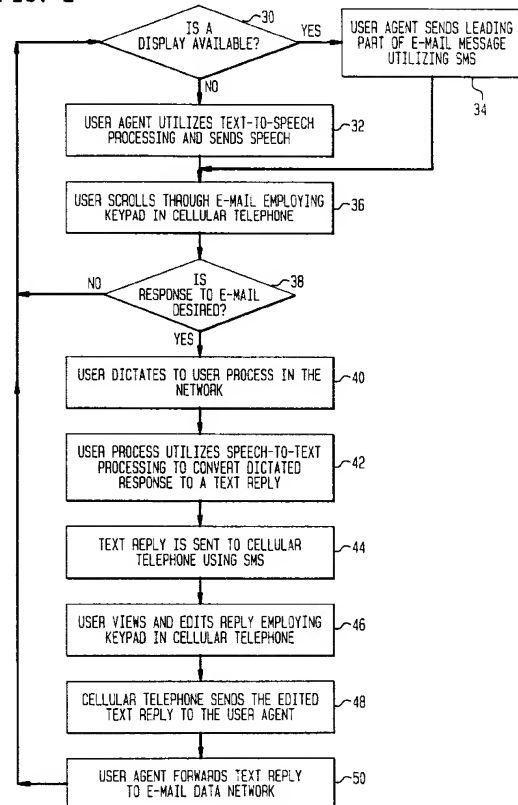 30
IS A
DISPLAY AVAILABLE?
YES
USER AGENT SENDS LEADING
PART OF E-MAIL MESSAGE
UTILIZING SMS
34
NO
USER AGENT UTILIZES TEXT-TO-SPEECH
PROCESSING AND SENDS SPEECH
32
USER SCROLLS THROUGH E-MAIL EMPLOYING
KEYPAD IN CELLULAR TELEPHONE
36
NO
IS
RESPONSE TO E-MAIL
DESIRED?
38
YES
USER DICTATES TO USER PROCESS IN THE
NETWORK
40
USER PROCESS UTILIZES SPEECH-TO-TEXT
PROCESSING TO CONVERT DICTATED
RESPONSE TO A TEXT REPLY
42
TEXT REPLY IS SENT TO CELLULAR
TELEPHONE USING SMS
44
USER VIEWS AND EDITS REPLY EMPLOYING
KEYPAD IN CELLULAR TELEPHONE
46
CELLULAR TELEPHONE SENDS THE EDITED
TEXT REPLY TO THE USER AGENT
48
USER AGENT FORWARDS TEXT REPLY
TO E-MAIL DATA NETWORK
50